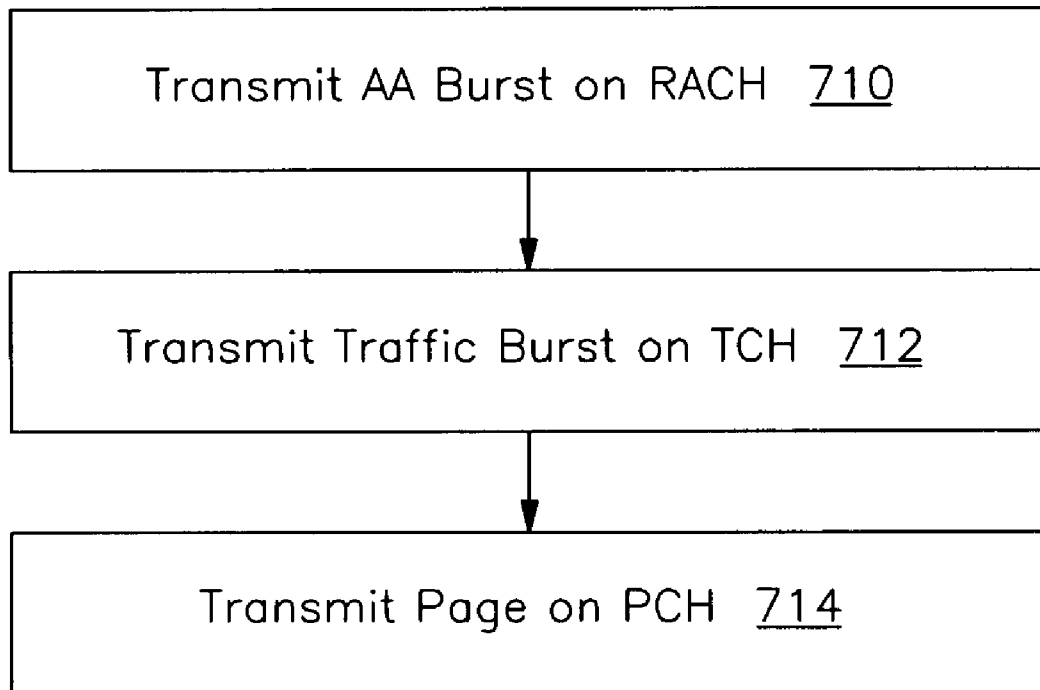 Transmit AA Burst on RACH 710
Transmit Traffic Burst on TCH 712
Transmit Page on PCH 714